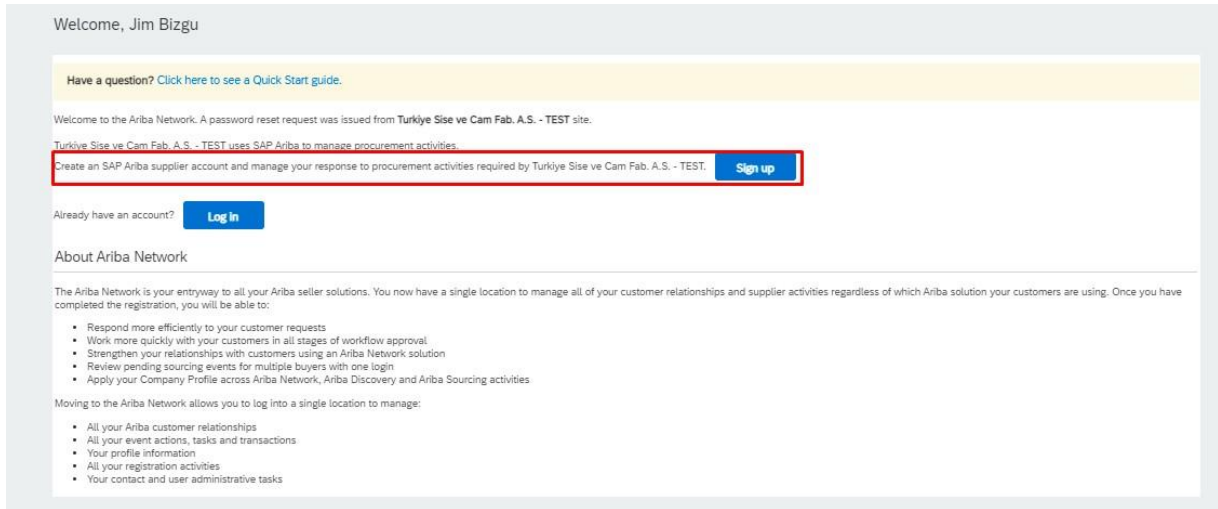 Welcome, Jim Bizgu
Have a question? Click here to see a Quick Start guide.
Welcome to the Ariba Network. A password reset request was issued from Turkiye Sise ve Cam Fab. A.S. - TEST site.
Turkiye Sise ve Cam Fab. A.S. - TEST uses SAP Ariba to manage procurement activities.
Create an SAP Ariba supplier account and manage your response to procurement activities required by Turkiye Sise ve Cam Fab. A.S. - TEST. Sign up
Already have an account? Log in
About Ariba Network
The Ariba Network is your entryway to all your Ariba seller solutions. You now have a single location to manage all of your customer relationships and supplier activities regardless of which Ariba solution your customers are using. Once you have
completed the registration, you will be able to:
• Respond more efficiently to your customer requests
• Work more quickly with your customers in all stages of workflow approval
• Strengthen your relationships with customers using an Ariba Network solution
• Review pending sourcing events for multiple buyers with one login
• Apply your Company Profile across Ariba Network, Ariba Discovery and Ariba Sourcing activities
Moving to the Ariba Network allows you to log into a single location to manage:
• All your Ariba customer relationships
• All your event actions, tasks and transactions
• Your profile information
• All your registration activities
• Your contact and user administrative tasks